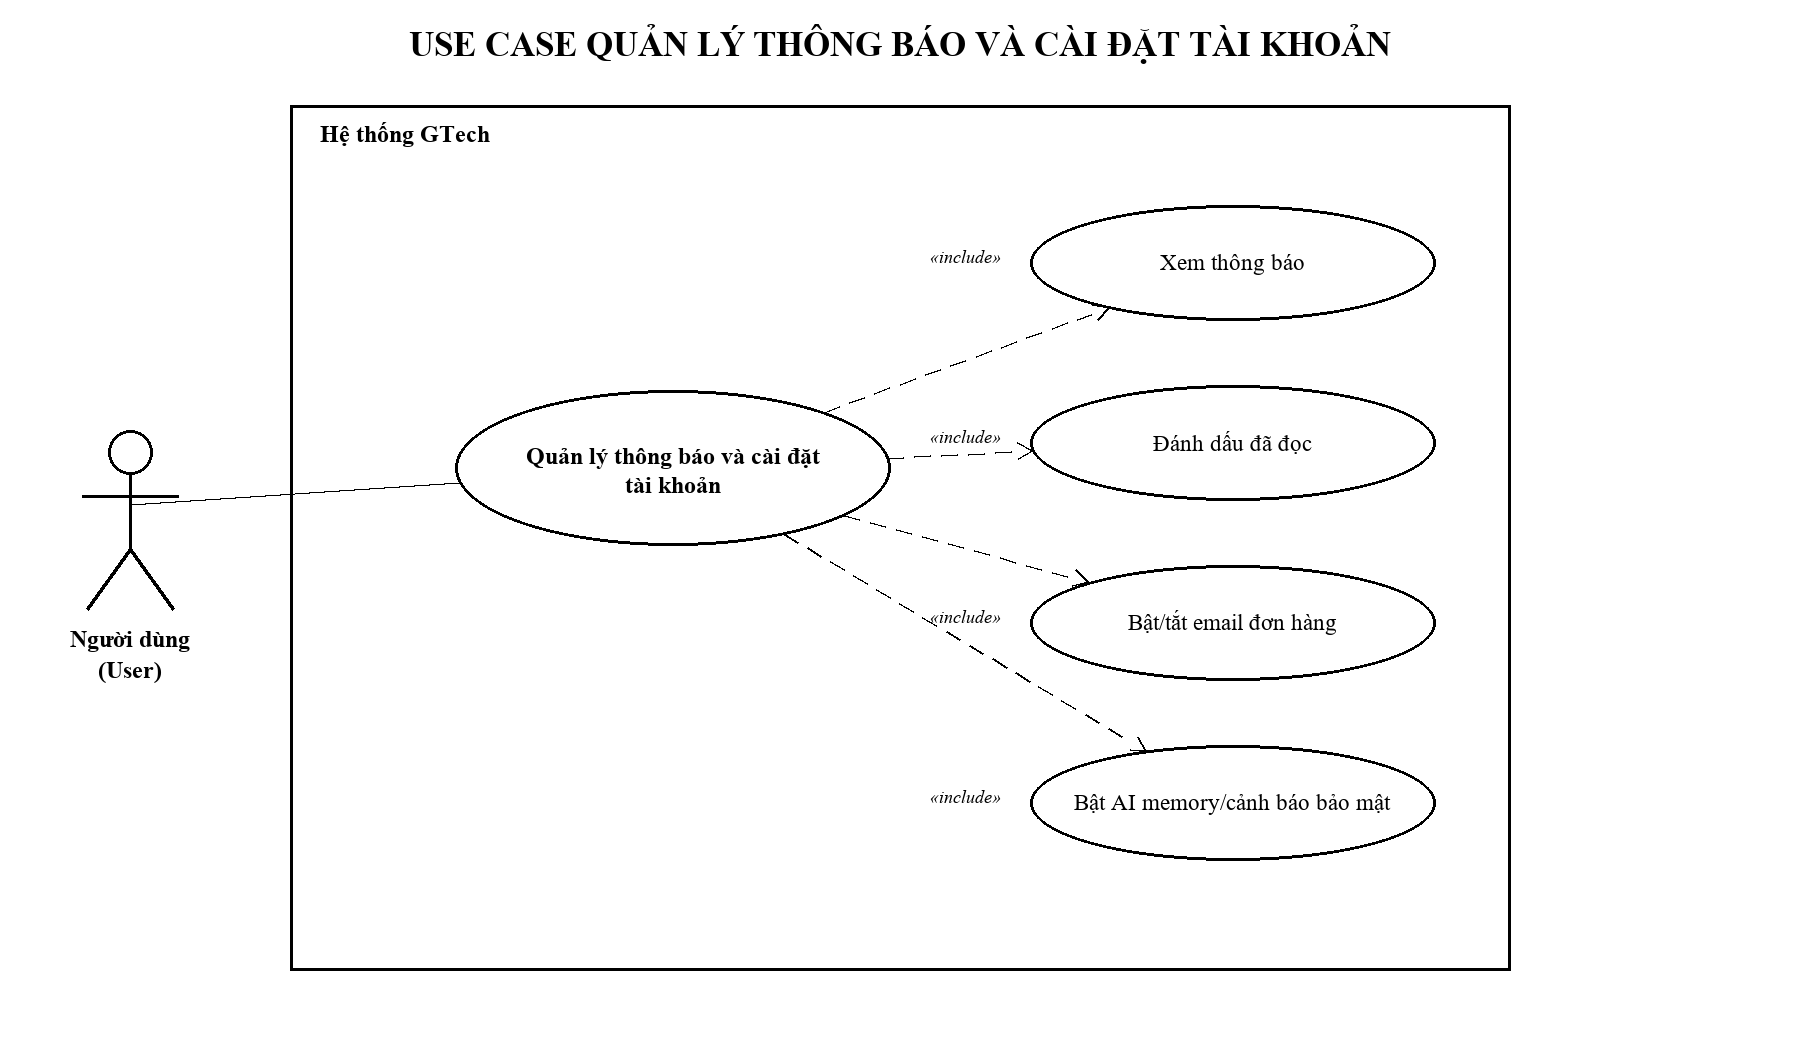 USE CASE QUẢN LÝ THÔNG BÁO VÀ CÀI ĐẶT TÀI KHOẢN
Hệ thống GTech
«include»
Xem thông báo
«include»
Đánh dấu đã đọc
Quản lý thông báo và cài đặt
tài khoản
«include»
Bật/tắt email đơn hàng
Người dùng
(User)
«include»
Bật AI memory/cảnh báo bảo mật